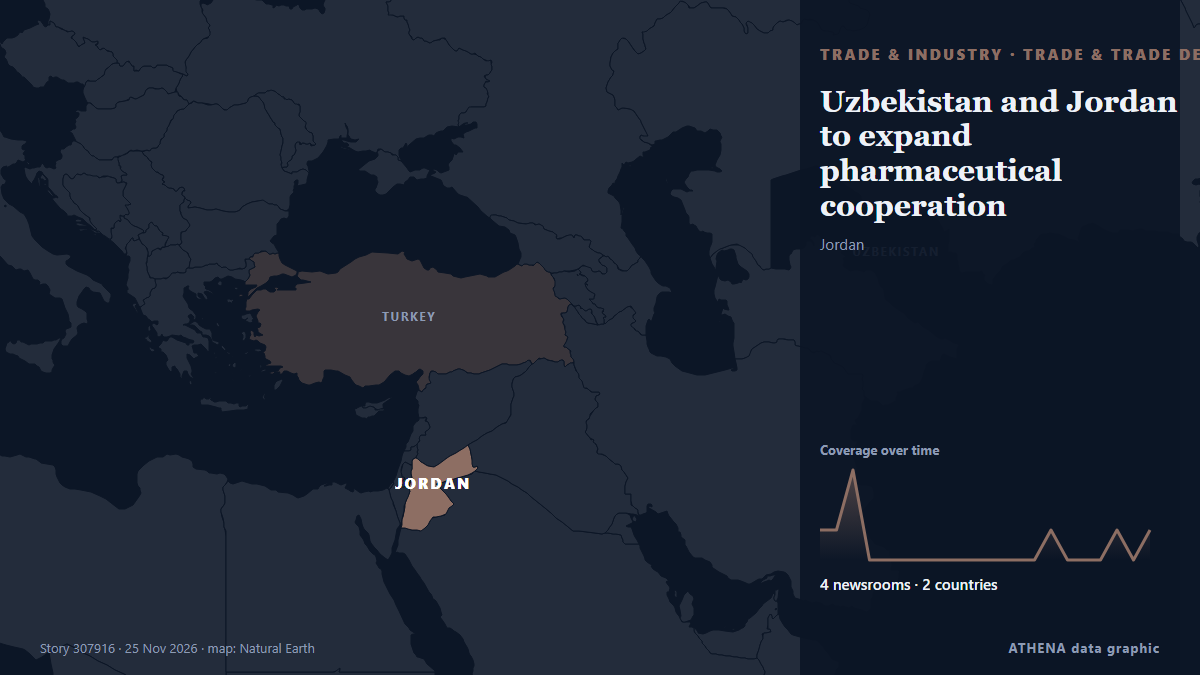 TRADE & INDUSTRY · TRADE & TRADE DE
Uzbekistan and Jordan
to expand
pharmaceutical
cooperation
Jordan
UZBEKISTAN
TURKEY
JORDAN
Coverage over time
4 newsrooms · 2 countries
Story 307916 · 25 Nov 2026 · map: Natural Earth
ATHENA data graphic